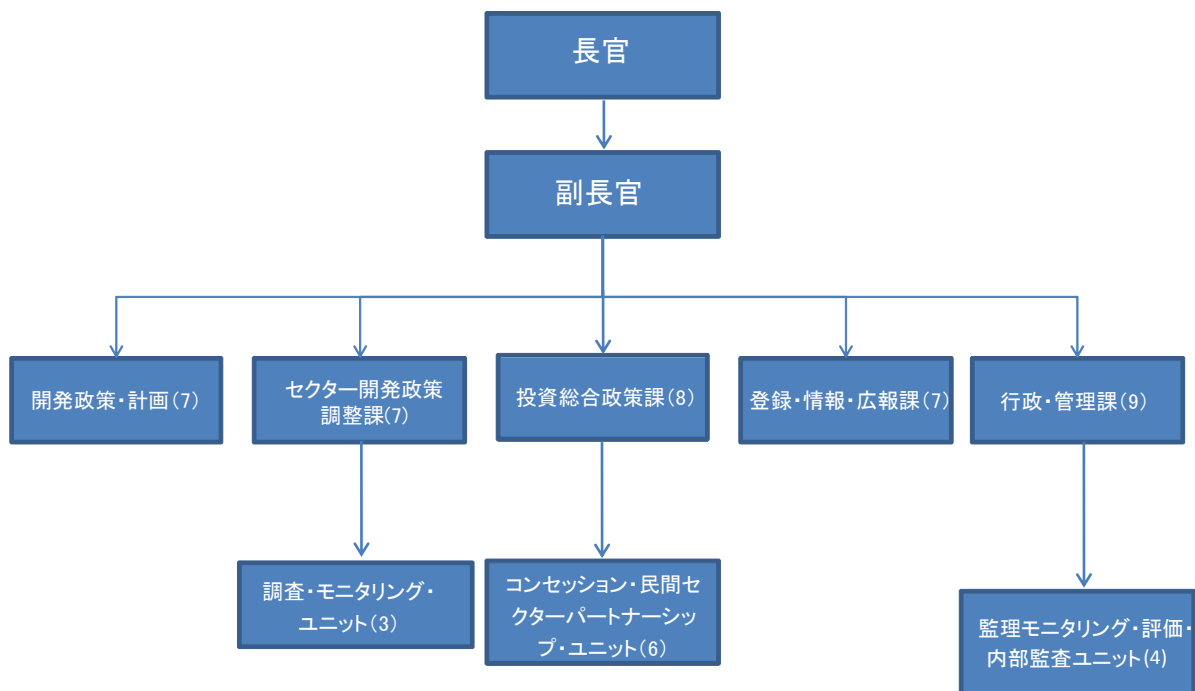 長官
副長官
開発政策・計画(7)
セクター開発政策
調整課(7)
投資総合政策課(8)
登録・情報・広報課(7)
行政・管理課(9)
調査・モニタリング・
ユニット(3)
コンセッション・民間セ
クターパートナーシッ
プ・ユニット(6)
監理モニタリング・評価・
内部監査ユニット(4)